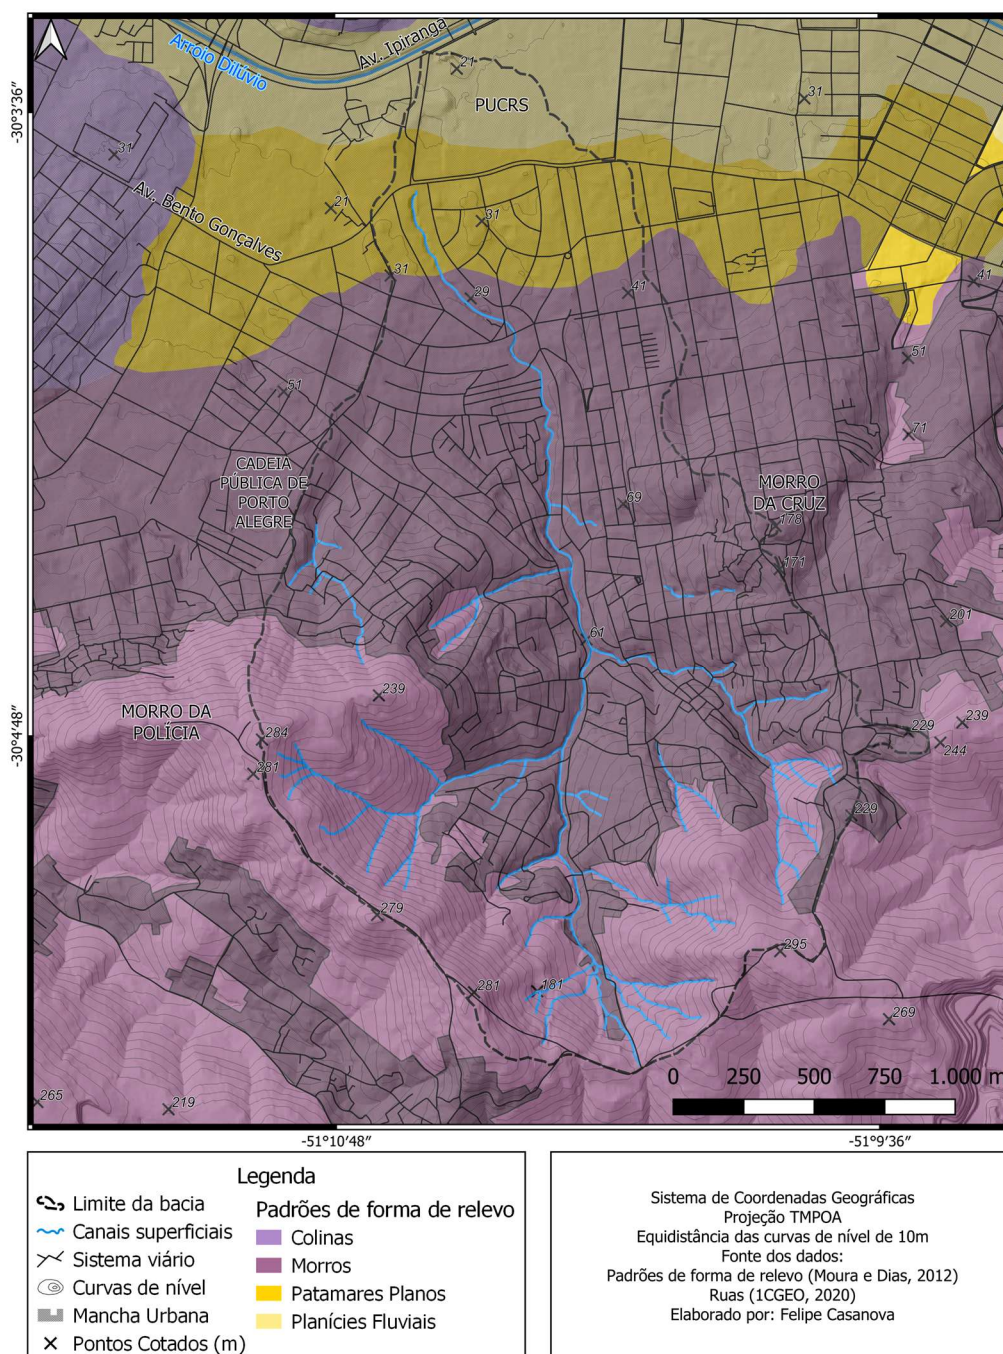 Av. Ipiranga
Arroio Dilúvio
21
PUCRS
31
-30°3'36"
31
Av. Bento Gonçalves
21
31
31
29
41
41
51
51
71
CADEIA
PÚBLICA DE
PORTO
ALEGRE
69
MORRO
DA CRUZ
178
171
201
61
239
MORRO DA
POLÍCIA
-30°4'48"
284
281
229
239
244
229
279
295
281
181
269
265
219
0 250 500 750 1.000 m
-51°10'48"
-51°9'36"
Legenda
Limite da bacia
Canais superficiais
Sistema viário
Curvas de nível
Mancha Urbana
Pontos Cotados (m)
Padrões de forma de relevo
Colinas
Morros
Patamares Planos
Planícies Fluviais
Sistema de Coordenadas Geográficas
Projeção TMPOA
Equidistância das curvas de nível de 10m
Fonte dos dados:
Padrões de forma de relevo (Moura e Dias, 2012)
Ruas (1CGEO, 2020)
Elaborado por: Felipe Casanova